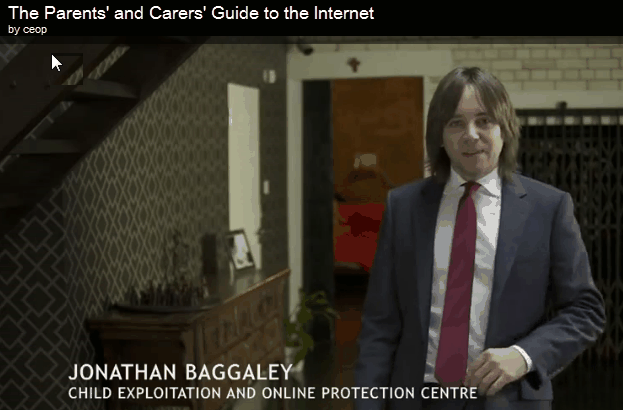 The Parents' and Carers' Guide to the Internet
by ceop
JONATHAN BAGGALEY
CHILD EXPLOITATION AND ONLINE PROTECTION CENTRE